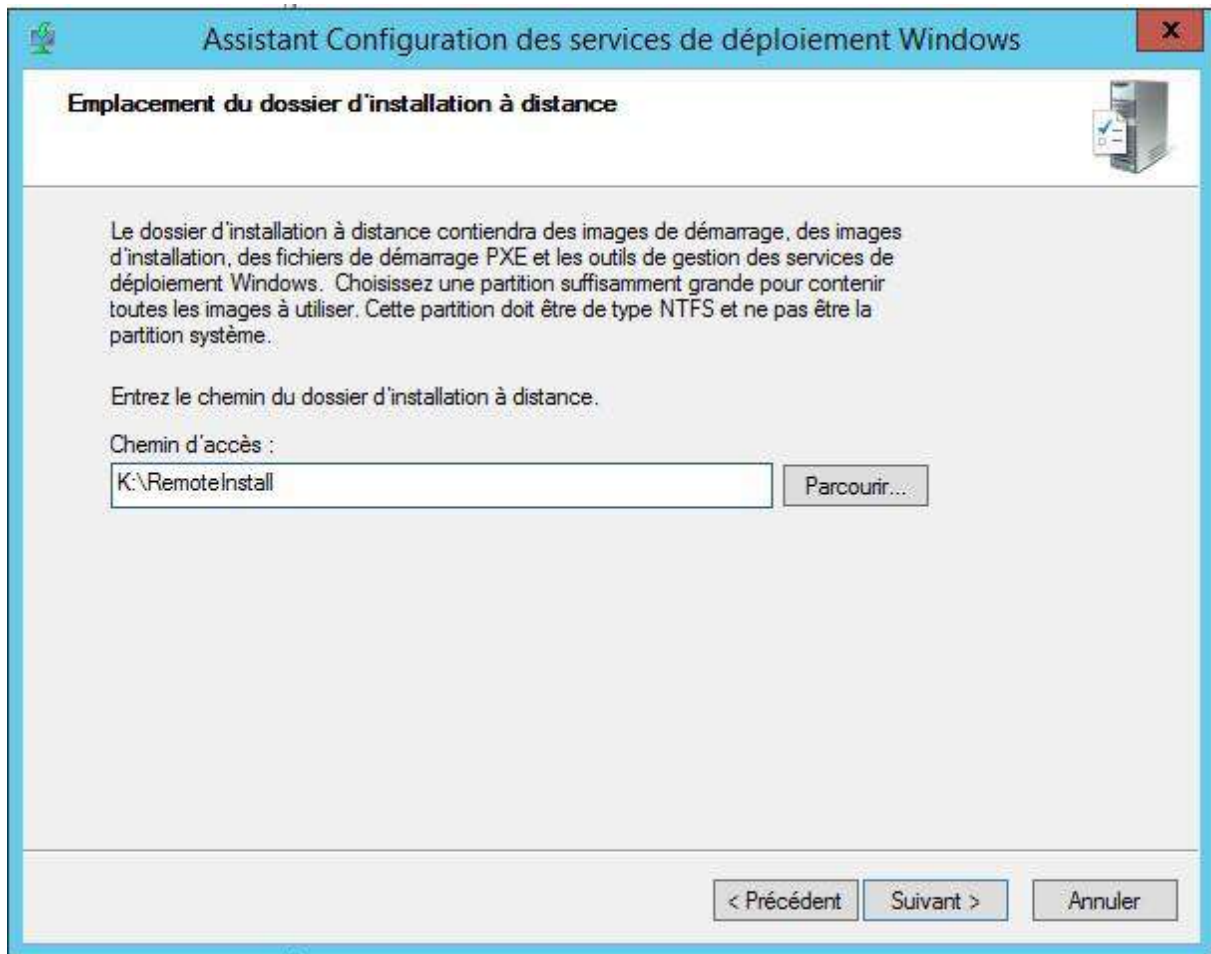 Assistant Configuration des services de déploiement Windows
x
Emplacement du dossier d'installation à distance
Le dossier d'installation à distance contiendra des images de démarrage, des images
d'installation, des fichiers de démarrage PXE et les outils de gestion des services de
déploiement Windows. Choisissez une partition suffisamment grande pour contenir
toutes les images à utiliser. Cette partition doit être de type NTFS et ne pas être la
partition système.
Entrez le chemin du dossier d'installation à distance.
Chemin d'accès :
K:\RemoteInstall
Parcourir...
< Précédent
Suivant >
Annuler